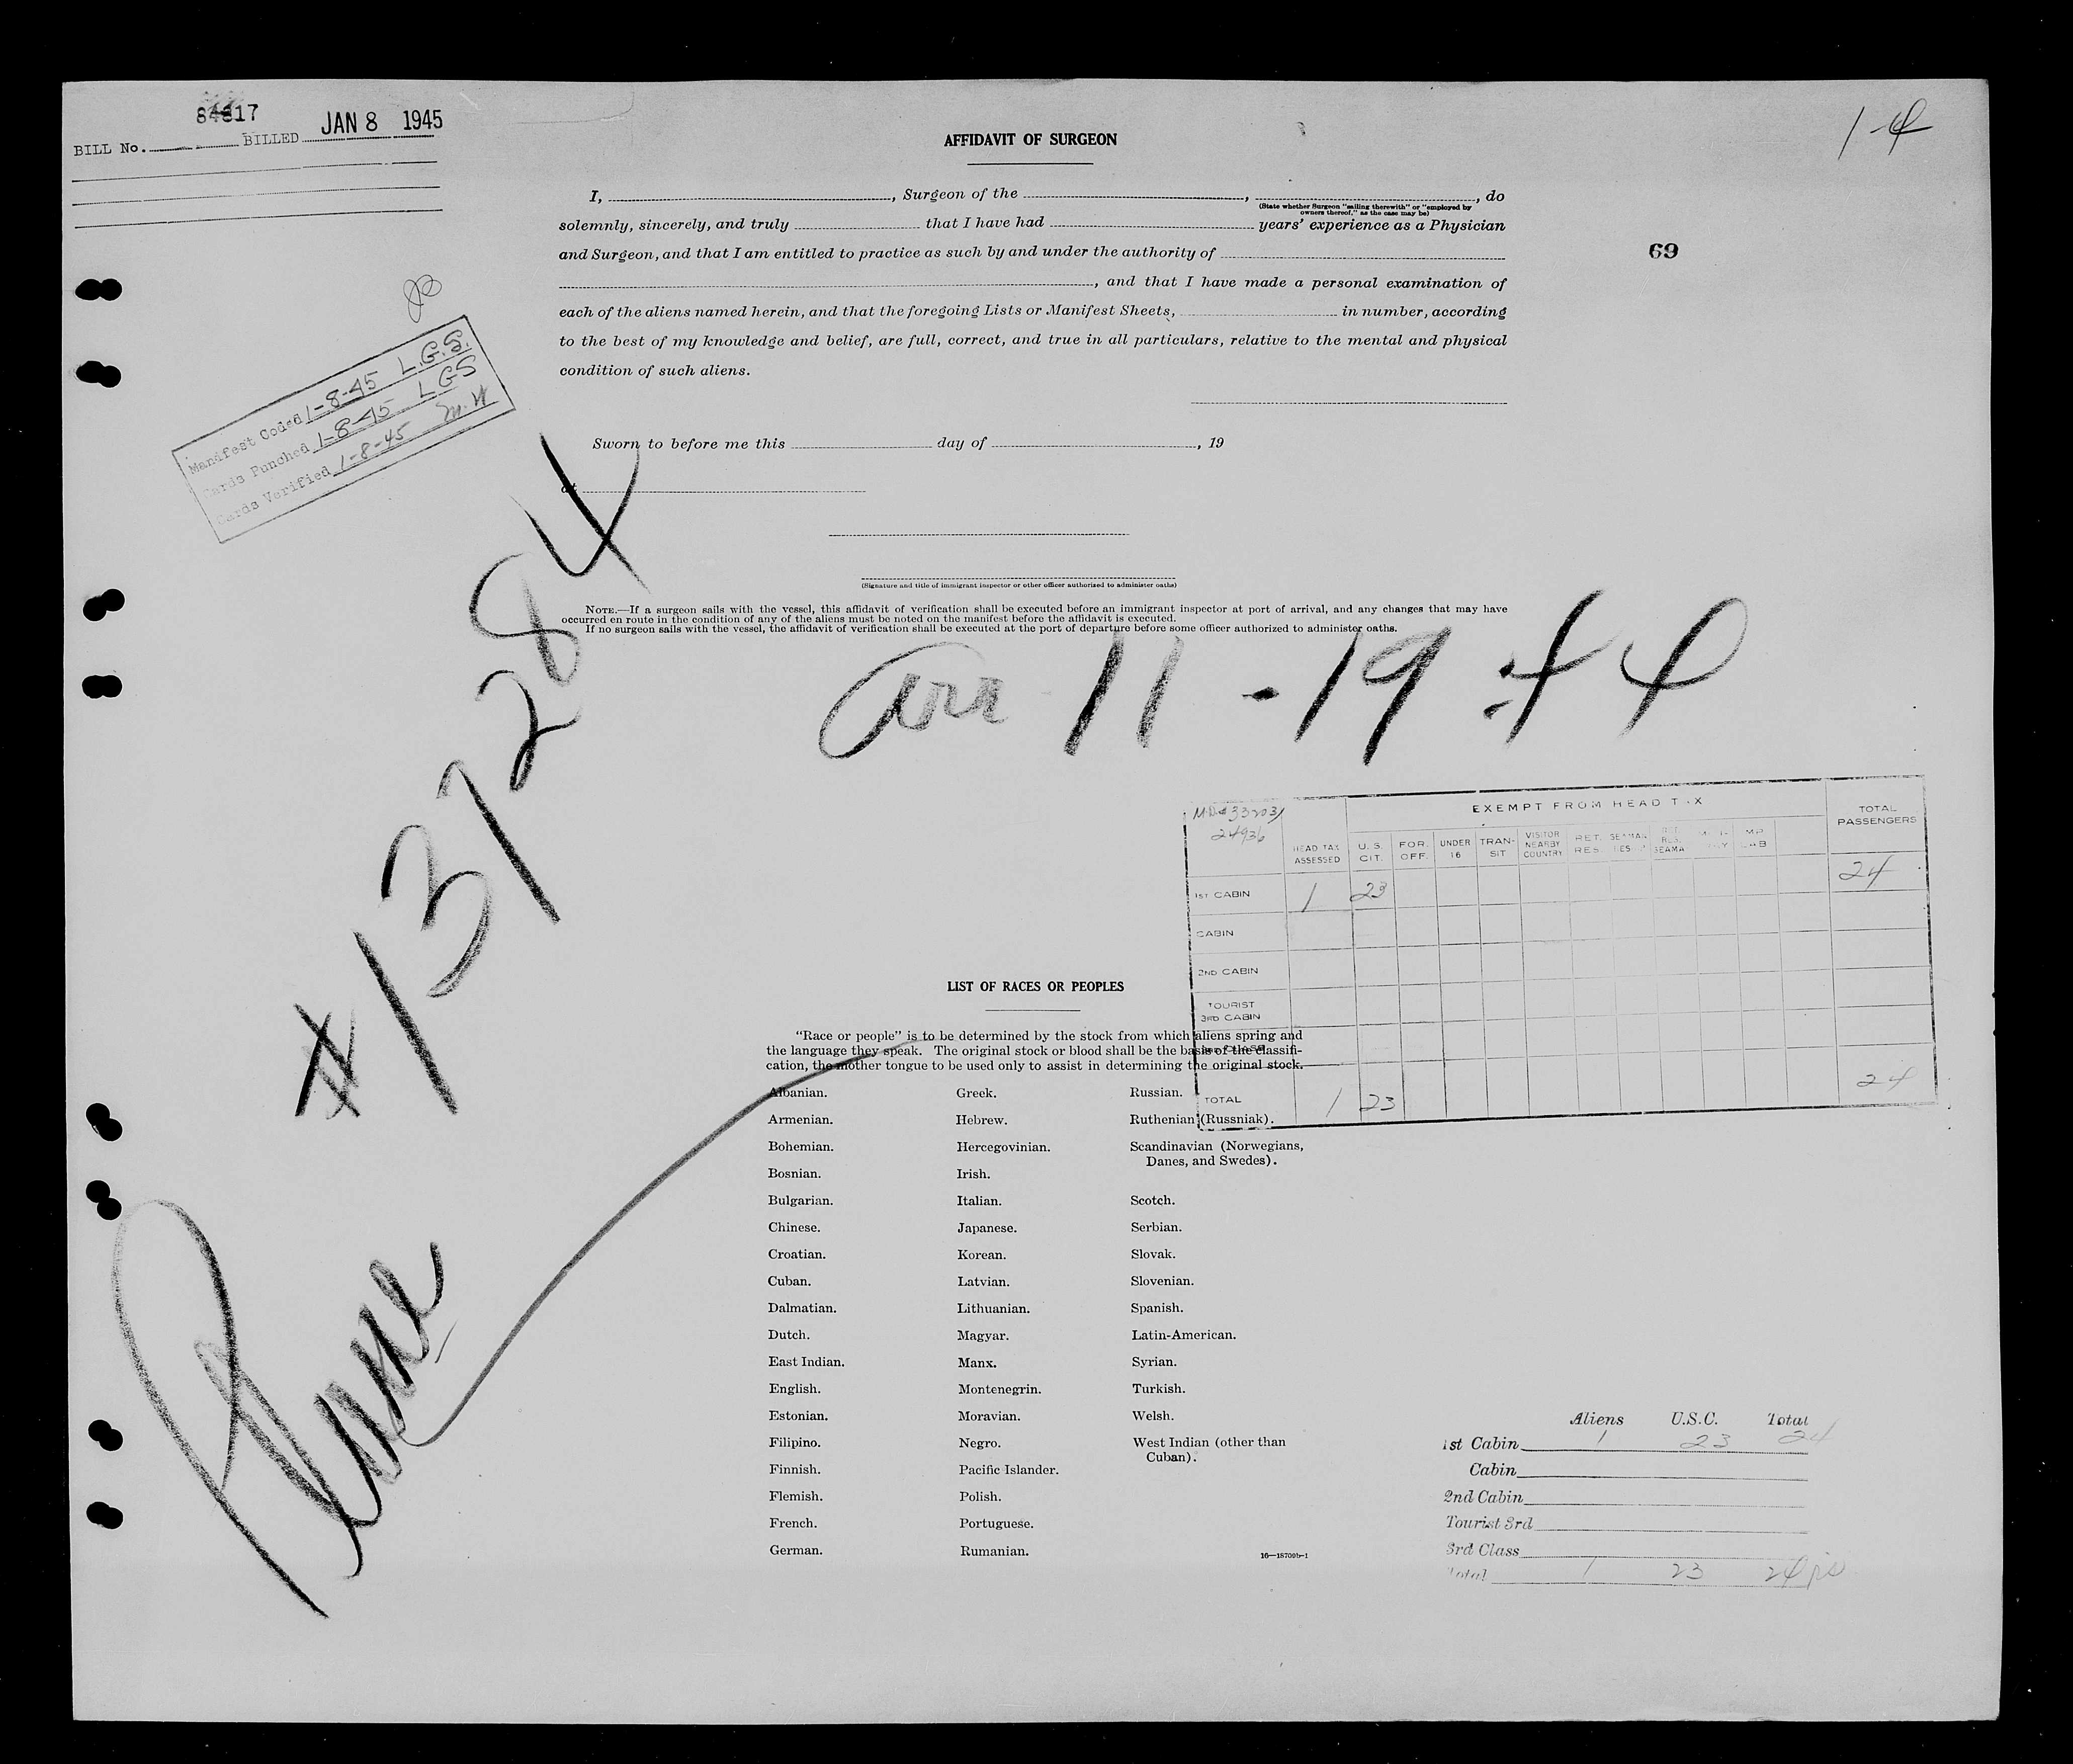 84817
BILL No. BILLED JAN 8 1945
1-4
AFFIDAVIT OF SURGEON
I, , Surgeon of the , , do
(State whether Surgeon "sailing therewith" or "employed by
owners thereof," as the case may be)
solemnly, sincerely, and truly that I have had years' experience as a Physician
and Surgeon, and that I am entitled to practice as such by and under the authority of
, and that I have made a personal examination of
each of the aliens named herein, and that the foregoing Lists or Manifest Sheets, in number, according
to the best of my knowledge and belief, are full, correct, and true in all particulars, relative to the mental and physical
condition of such aliens.
69
Manifest Coded 1-8-45 L.G.S.
Cards Punched 1-8-45 LGS
Cards Verified 1-8-45 M.W
Sworn to before me this day of , 19
at
(Signature and title of immigrant inspector or other officer authorized to administer oaths)
NOTE.—If a surgeon sails with the vessel, this affidavit of verification shall be executed before an immigrant inspector at port of arrival, and any changes that may have
occurred en route in the condition of any of the aliens must be noted on the manifest before the affidavit is executed.
If no surgeon sails with the vessel, the affidavit of verification shall be executed at the port of departure before some officer authorized to administer oaths.
#137284
Plane
arr 11-19-44
24936
EXEMPT FROM HEAD TAX
TOTAL PASSENGERS
HEAD TAX ASSESSED
U. S. CIT.
FOR. OFF.
UNDER 16
TRAN- SIT
VISITOR NEARBY COUNTRY
RET. RES.
1ST CABIN 1 23 24
CABIN
2ND CABIN
TOURIST
3RD CABIN
TOTAL 1 23 24
LIST OF RACES OR PEOPLES
"Race or people" is to be determined by the stock from which aliens spring and
the language they speak. The original stock or blood shall be the basis of the classifi-
cation, the mother tongue to be used only to assist in determining the original stock.
Albanian.
Armenian.
Bohemian.
Bosnian.
Bulgarian.
Chinese.
Croatian.
Cuban.
Dalmatian.
Dutch.
East Indian.
English.
Estonian.
Filipino.
Finnish.
Flemish.
French.
German.
Greek.
Hebrew.
Hercegovinian.
Irish.
Italian.
Japanese.
Korean.
Latvian.
Lithuanian.
Magyar.
Manx.
Montenegrin.
Moravian.
Negro.
Pacific Islander.
Polish.
Portuguese.
Rumanian.
Russian.
Ruthenian (Russniak).
Scandinavian (Norwegians,
Danes, and Swedes).
Scotch.
Serbian.
Slovak.
Slovenian.
Spanish.
Latin-American.
Syrian.
Turkish.
Welsh.
West Indian (other than
Cuban).
16—18709b-1
Aliens U.S.C. Total
1st Cabin 1 23 24
Cabin
2nd Cabin
Tourist 3rd
3rd Class
Total 1 23 24